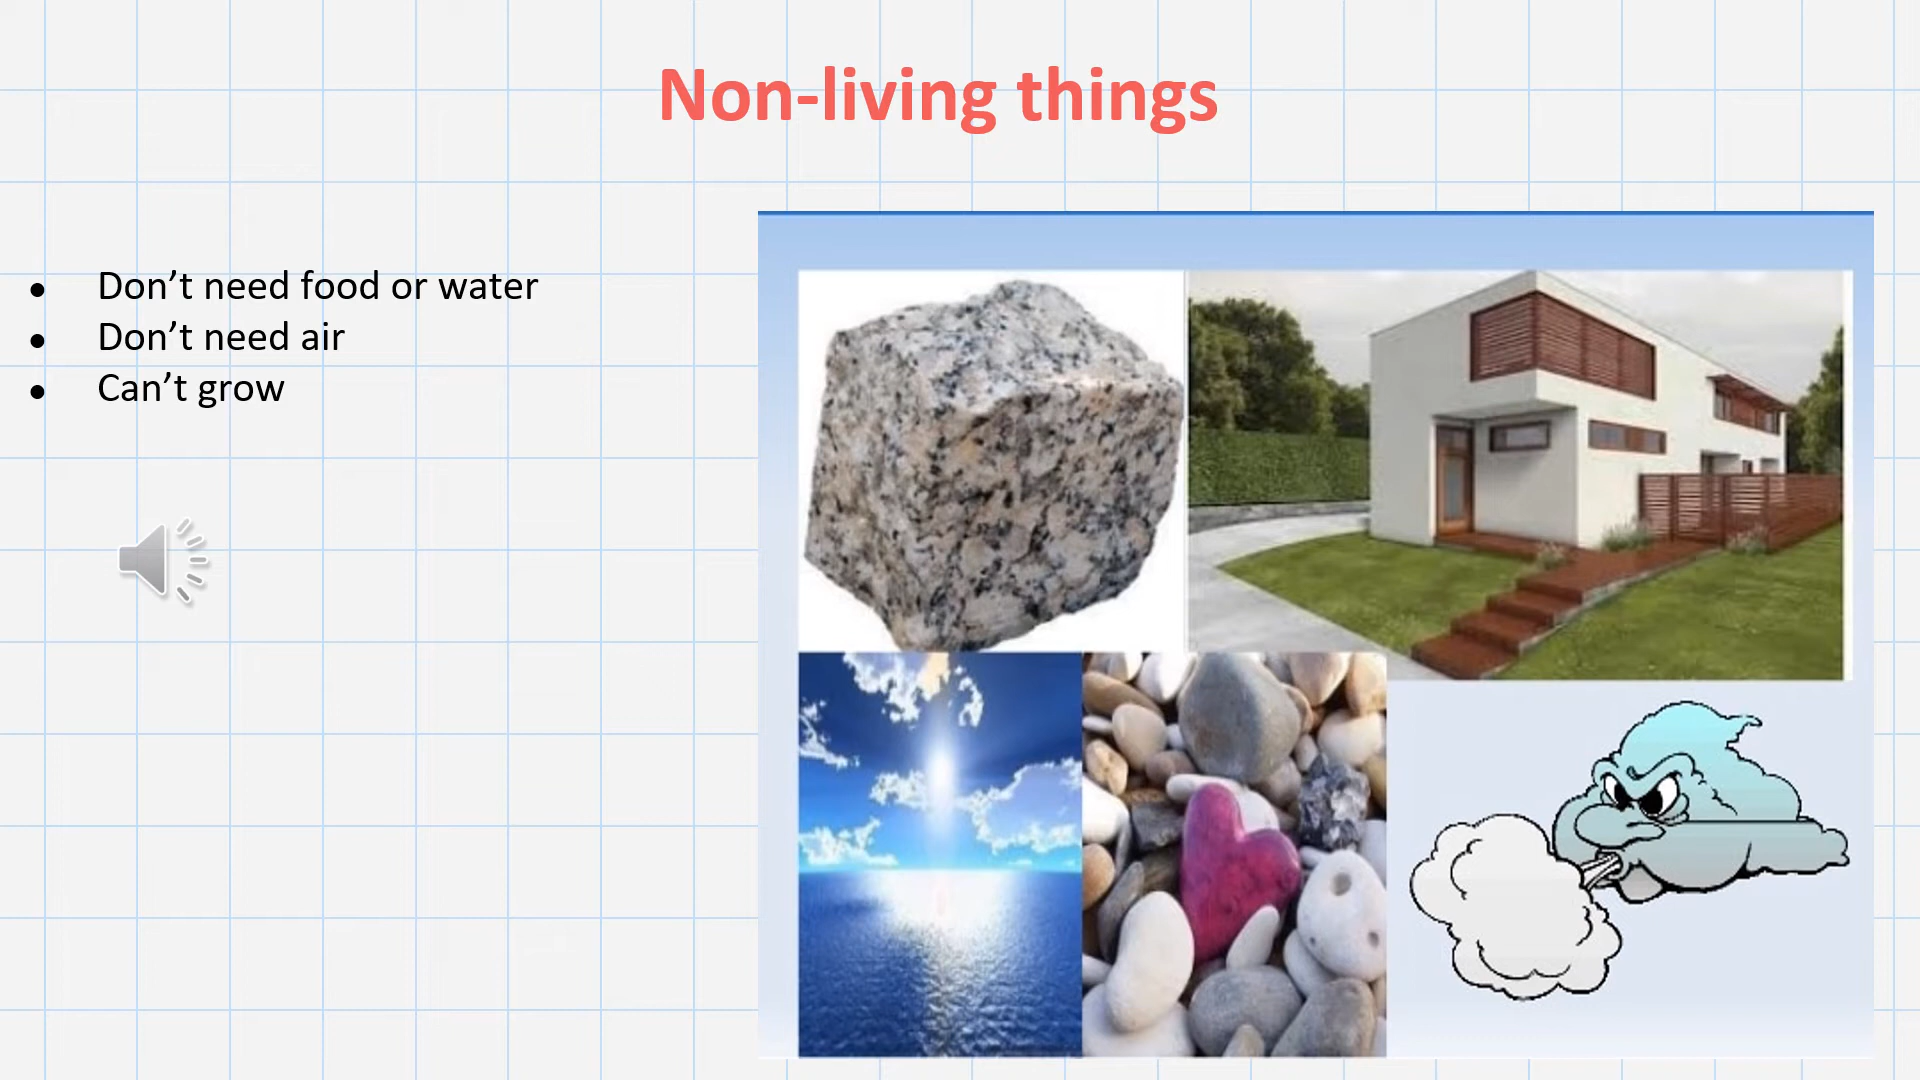 Non-living things
● Don’t need food or water
● Don’t need air
● Can’t grow